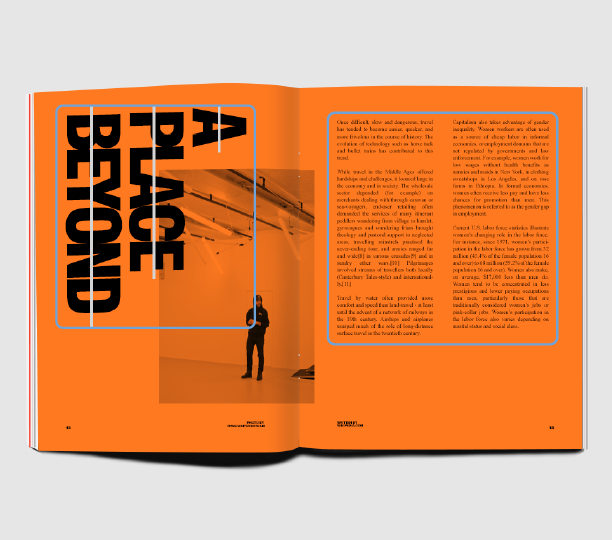 A
PLACE
BEYOND
Once difficult, slow and dangerous, travel
has tended to become easier, quicker, and
more frivolous in the course of history. The
evolution of technology such as horse tack
and bullet trains has contributed to this
trend.
While travel in the Middle Ages offered
hardships and challenges, it loomed large in
the economy and in society. The wholesale
sector depended (for example) on
merchants dealing with/through caravans or
sea-voyagers, end-user retailing often
demanded the services of many itinerant
peddlers wandering from village to hamlet,
gyrovagues and wandering friars brought
theology and pastoral support to neglected
areas, travelling minstrels practised the
never-ending tour, and armies ranged far
and wide[8] in various crusades[9] and in
sundry other wars.[10] Pilgrimages
involved streams of travellers both locally
(Canterbury Tales-style) and internationally.[11]
Travel by water often provided more
comfort and speed than land-travel - at least
until the advent of a network of railways in
the 19th century. Airships and airplanes
usurped much of the role of long-distance
surface travel in the 20th century.
Capitalism also takes advantage of gender
inequality. Women workers are often used
as a source of cheap labor in informal
economies, or employment domains that are
not regulated by governments and law
enforcement. For example, women work for
low wages without health benefits as
nannies and maids in New York, in clothing
sweatshops in Los Angeles, and on rose
farms in Ethiopia. In formal economies,
women often receive less pay and have less
chances for promotion than men. This
phenomenon is referred to as the gender gap
in employment.
Current U.S. labor force statistics illustrate
women's changing role in the labor force.
For instance, since 1971, women's partici-
pation in the labor force has grown from 32
million (43.4% of the female population 16
and over) to 68 million (59.2% of the female
population 16 and over). Women also make,
on average, $17,000 less than men do.
Women tend to be concentrated in less
prestigious and lower paying occupations
than men, particularly those that are
traditionally considered women's jobs or
pink-collar jobs. Women's participation in
the labor force also varies depending on
marital status and social class.